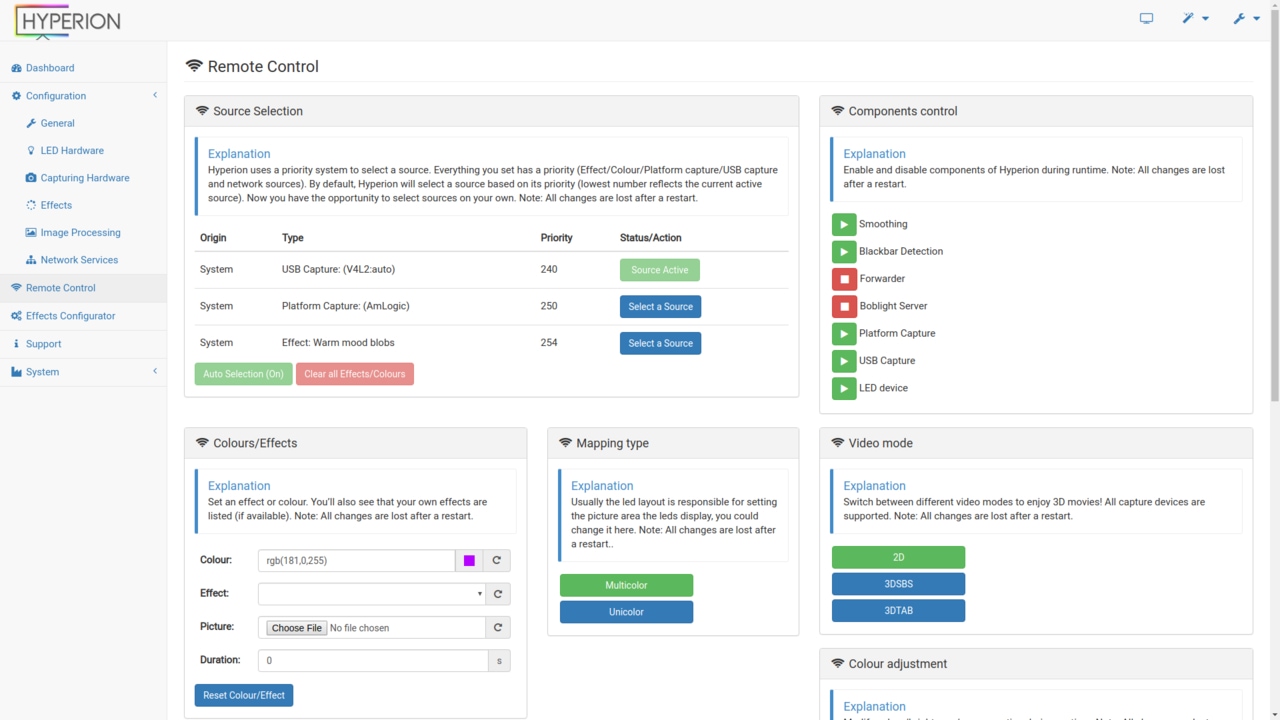 HYPERION
Dashboard
Configuration
General
LED Hardware
Capturing Hardware
Effects
Image Processing
Network Services
Remote Control
Effects Configurator
Support
System
Remote Control
Source Selection
Explanation
Hyperion uses a priority system to select a source. Everything you set has a priority (Effect/Colour/Platform capture/USB capture
and network sources). By default, Hyperion will select a source based on its priority (lowest number reflects the current active
source). Now you have the opportunity to select sources on your own. Note: All changes are lost after a restart.
Origin Type Priority Status/Action
System USB Capture: (V4L2:auto) 240 Source Active
System Platform Capture: (AmLogic) 250 Select a Source
System Effect: Warm mood blobs 254 Select a Source
Auto Selection (On) Clear all Effects/Colours
Components control
Explanation
Enable and disable components of Hyperion during runtime. Note: All changes are lost
after a restart.
Smoothing
Blackbar Detection
Forwarder
Boblight Server
Platform Capture
USB Capture
LED device
Colours/Effects
Explanation
Set an effect or colour. You'll also see that your own effects are
listed (if available). Note: All changes are lost after a restart.
Colour: rgb(181,0,255)
Effect:
Picture: Choose File No file chosen
Duration: 0 s
Reset Colour/Effect
Mapping type
Explanation
Usually the led layout is responsible for setting
the picture area the leds display, you could
change it here. Note: All changes are lost after
a restart..
Multicolor
Unicolor
Video mode
Explanation
Switch between different video modes to enjoy 3D movies! All capture devices are
supported. Note: All changes are lost after a restart.
2D
3DSBS
3DTAB
Colour adjustment
Explanation